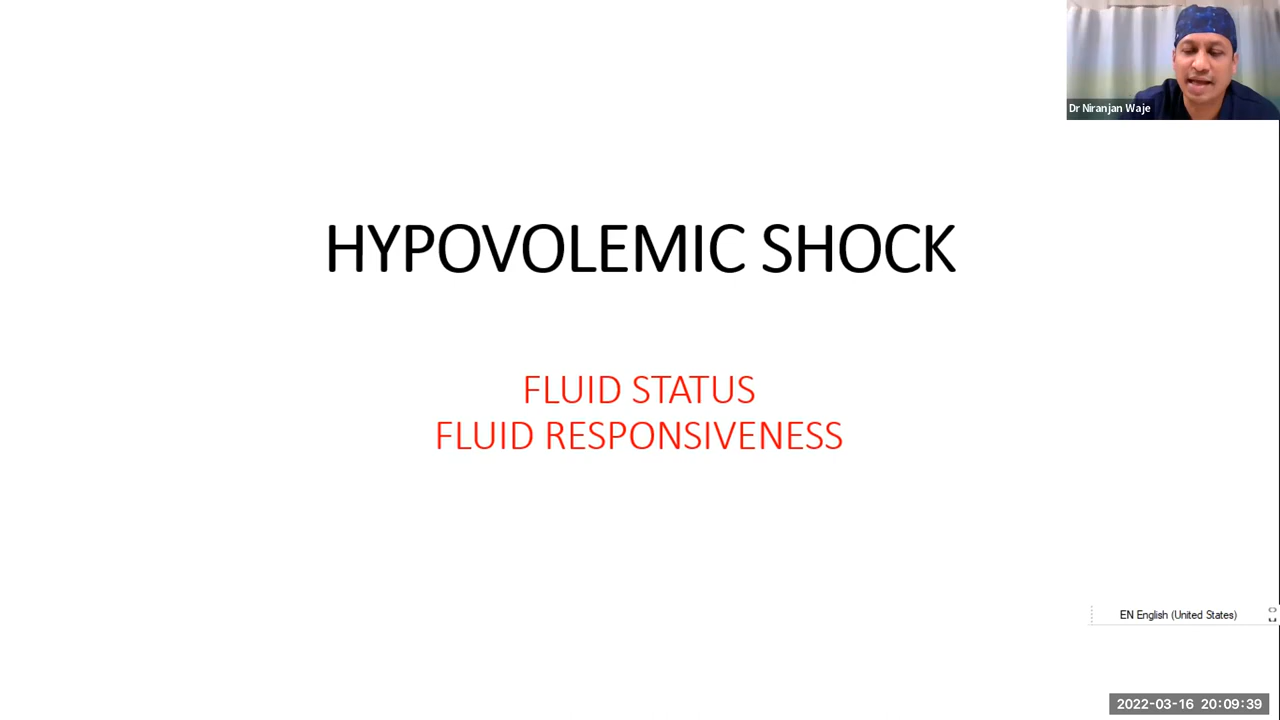 Dr Niranjan Waje
HYPOVOLEMIC SHOCK
FLUID STATUS
FLUID RESPONSIVENESS
EN English (United States)
2022-03-16 20:09:39